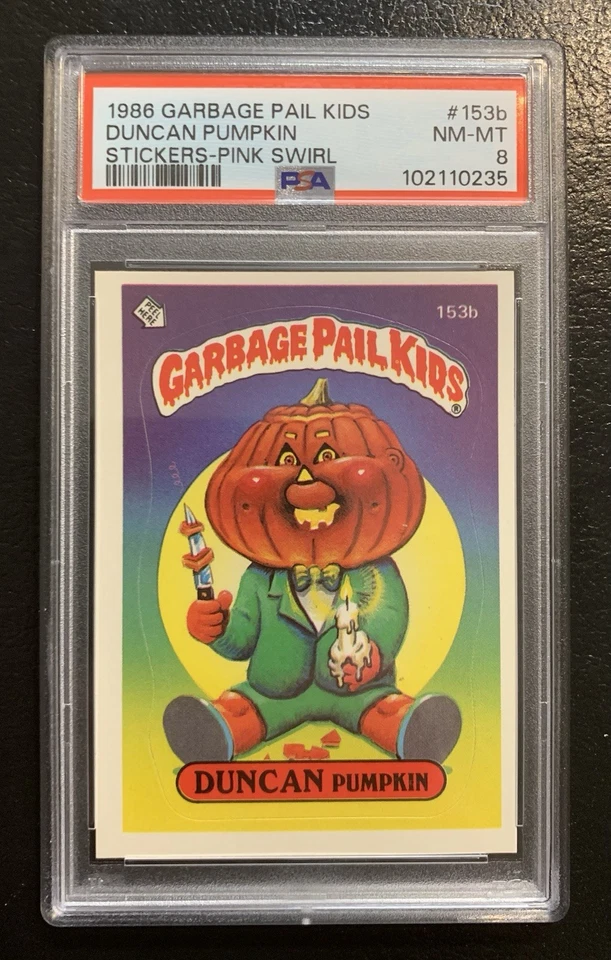 1986 GARBAGE PAIL KIDS #153b
DUNCAN PUMPKIN NM-MT
STICKERS-PINK SWIRL 8
PSA 102110235
PEEL HERE
153b
GARBAGE PAIL KIDS ®
DUNCAN PUMPKIN